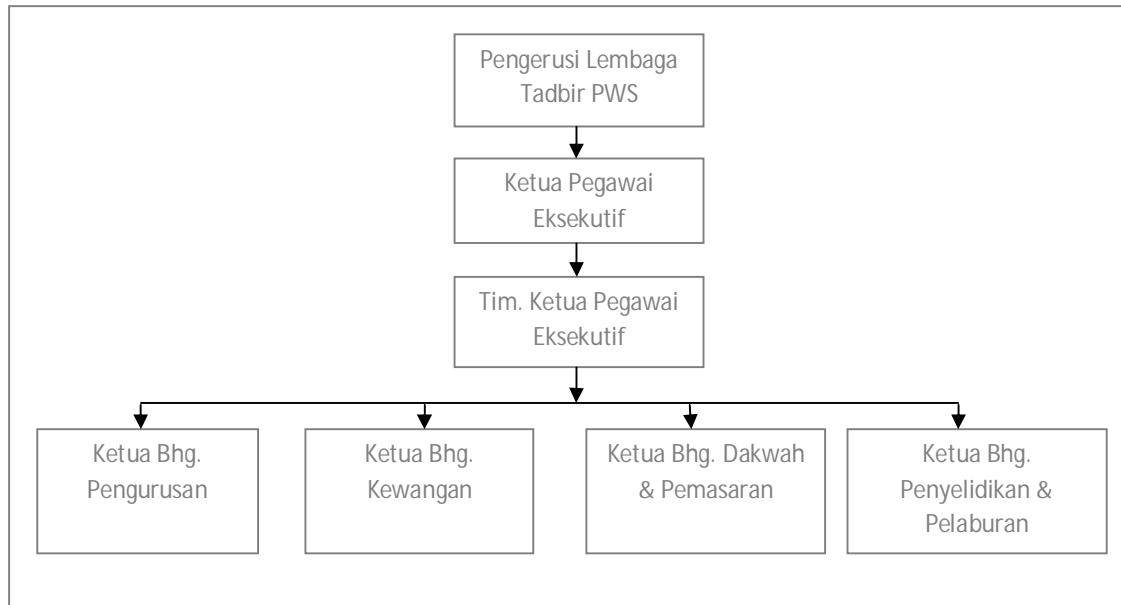 Pengerusi Lembaga
Tadbir PWS
Ketua Pegawai
Eksekutif
Tim. Ketua Pegawai
Eksekutif
Ketua Bhg.
Pengurusan
Ketua Bhg.
Kewangan
Ketua Bhg. Dakwah
& Pemasaran
Ketua Bhg.
Penyelidikan &
Pelaburan